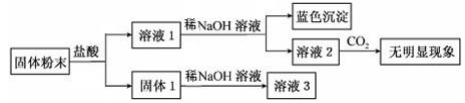 固体粉末
盐酸
溶液 1
稀NaOH 溶液
蓝色沉淀
溶液 2
CO₂
无明显现象
固体 1
稀NaOH 溶液
溶液 3